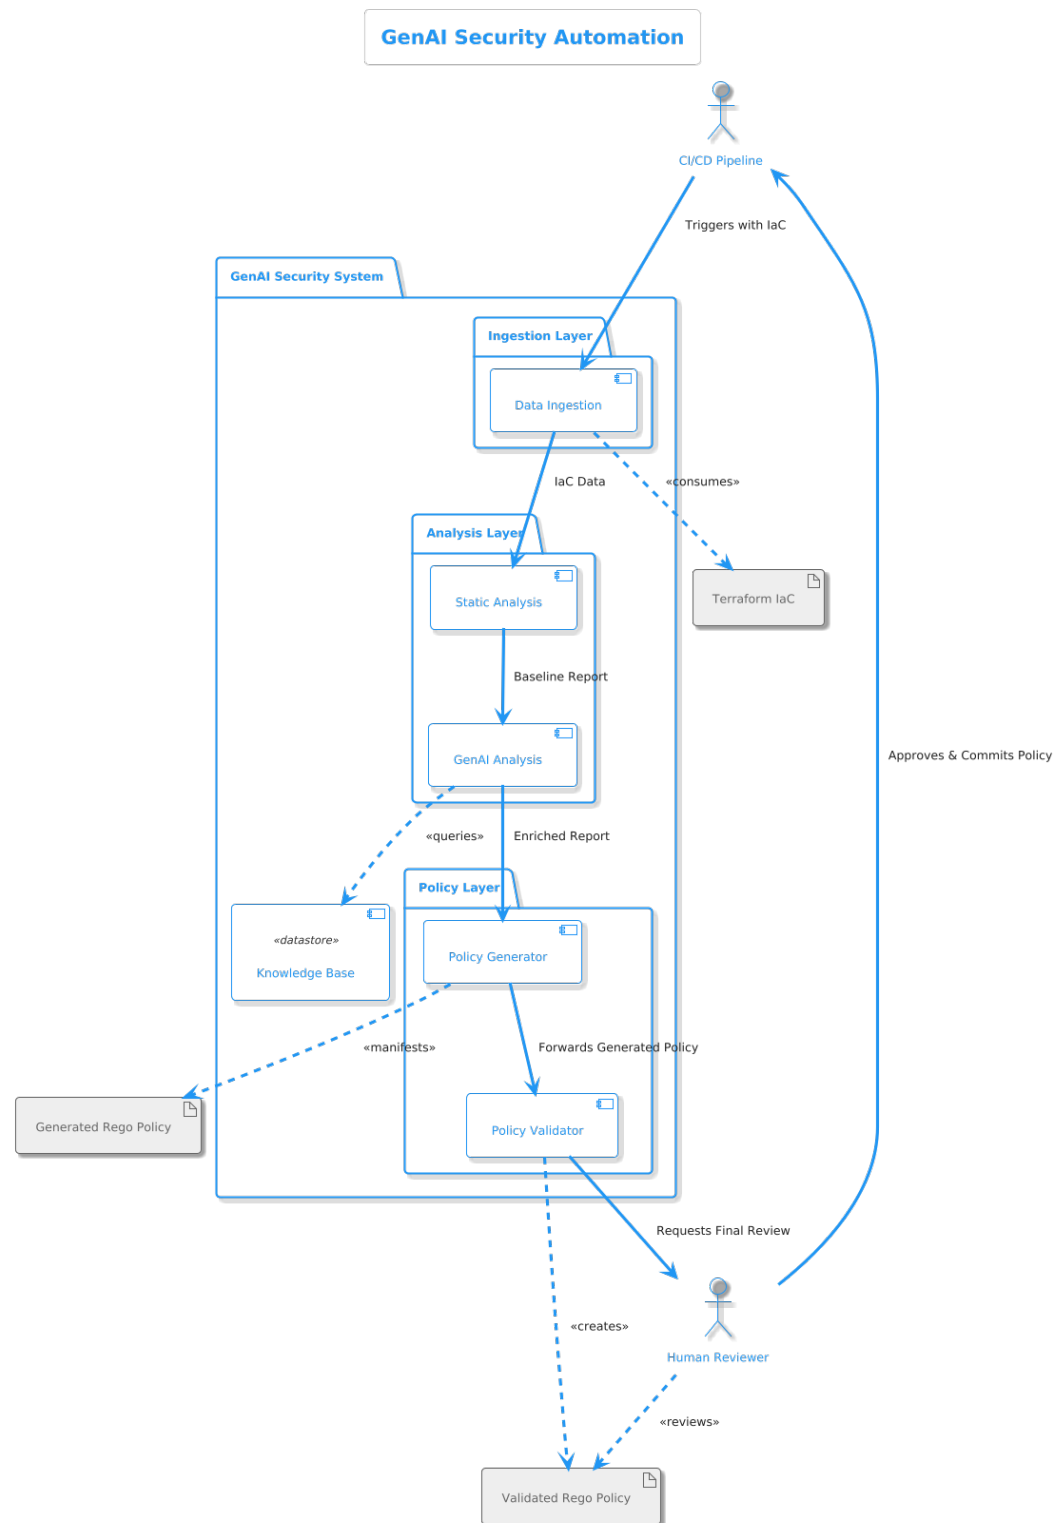 GenAI Security Automation
CI/CD Pipeline
Triggers with IaC
GenAI Security System
Ingestion Layer
Data Ingestion
IaC Data
«consumes»
Analysis Layer
Static Analysis
Terraform IaC
Baseline Report
GenAI Analysis
Approves & Commits Policy
«queries»
Enriched Report
Policy Layer
«datastore»
Knowledge Base
Policy Generator
«manifests»
Forwards Generated Policy
Generated Rego Policy
Policy Validator
Requests Final Review
«creates»
Human Reviewer
«reviews»
Validated Rego Policy